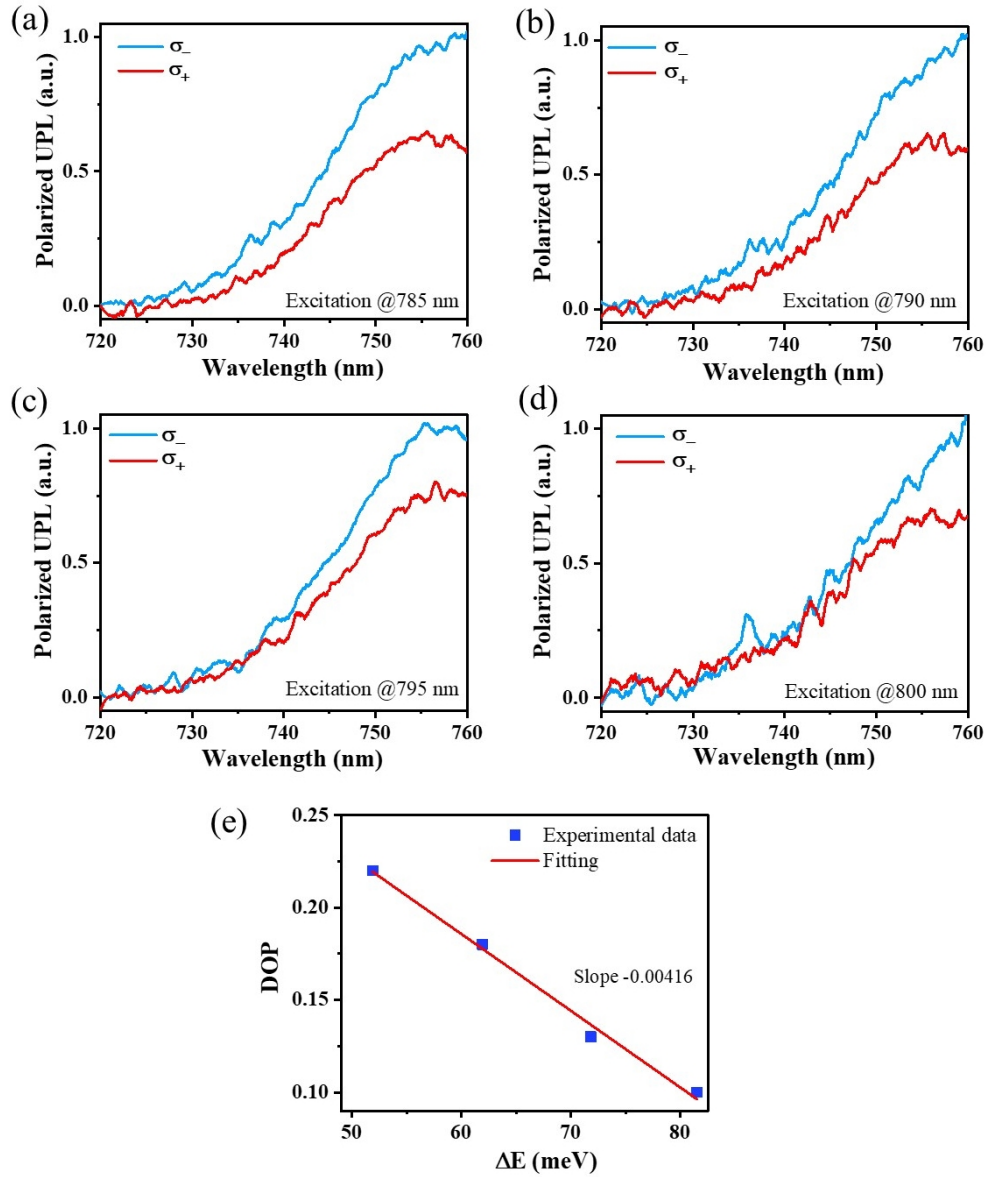 (a)
1.0
0.5
0.0
Polarized UPL (a.u.)
σ₋
σ₊
Excitation @785 nm
720 730 740 750 760
Wavelength (nm)
(b)
1.0
0.5
0.0
Polarized UPL (a.u.)
σ₋
σ₊
Excitation @790 nm
720 730 740 750 760
Wavelength (nm)
(c)
1.0
0.5
0.0
Polarized UPL (a.u.)
σ₋
σ₊
Excitation @795 nm
720 730 740 750 760
Wavelength (nm)
(d)
1.0
0.5
0.0
Polarized UPL (a.u.)
σ₋
σ₊
Excitation @800 nm
720 730 740 750 760
Wavelength (nm)
(e)
0.25
0.20
0.15
0.10
DOP
Experimental data
Fitting
Slope -0.00416
50 60 70 80
ΔE (meV)